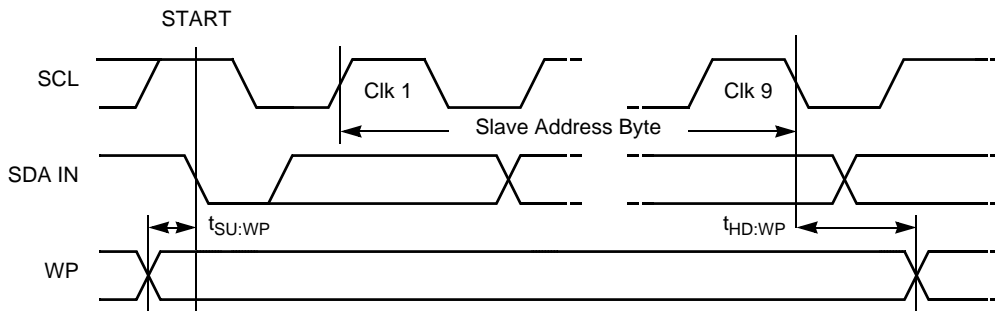 START
SCL
Clk 1
Clk 9
Slave Address Byte
SDA IN
tSU:WP
tHD:WP
WP